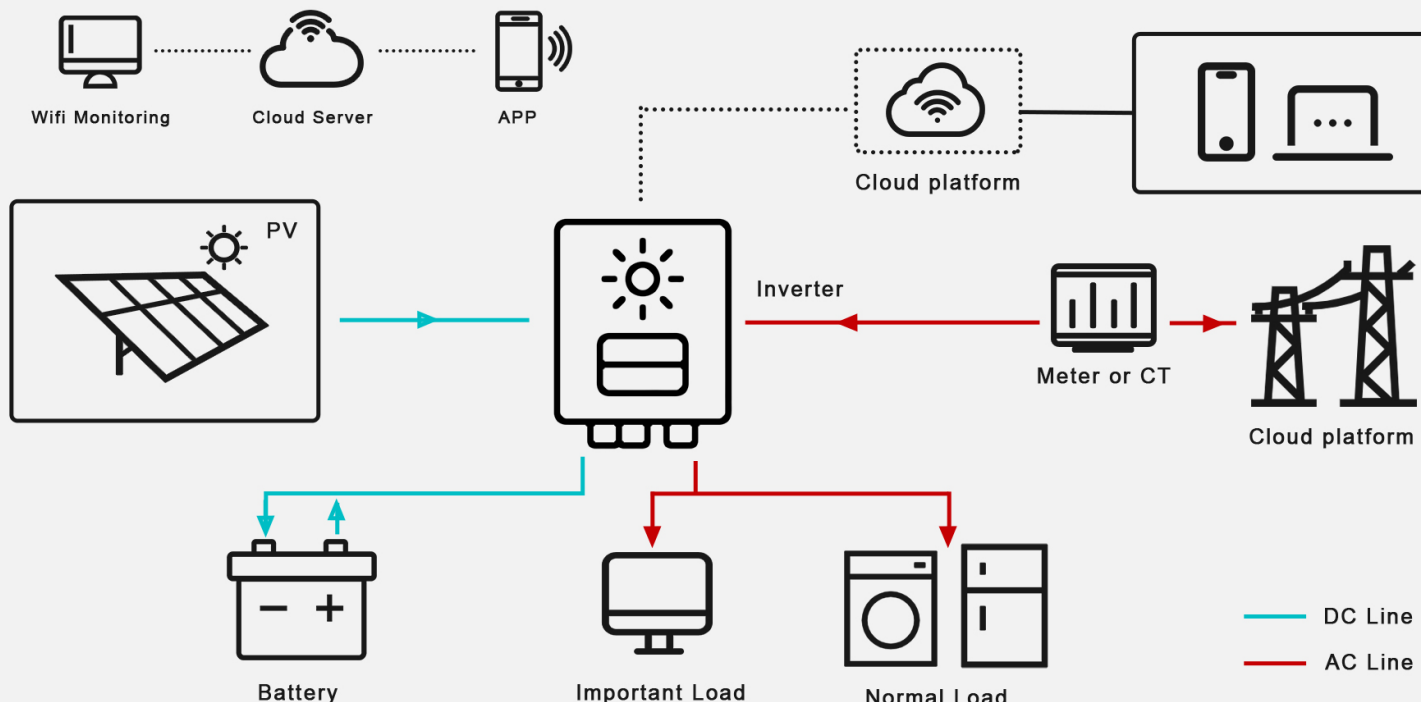 Wifi Monitoring
Cloud Server
APP
Cloud platform
PV
Inverter
Meter or CT
Cloud platform
Battery
Important Load
Normal Load
DC Line
AC Line